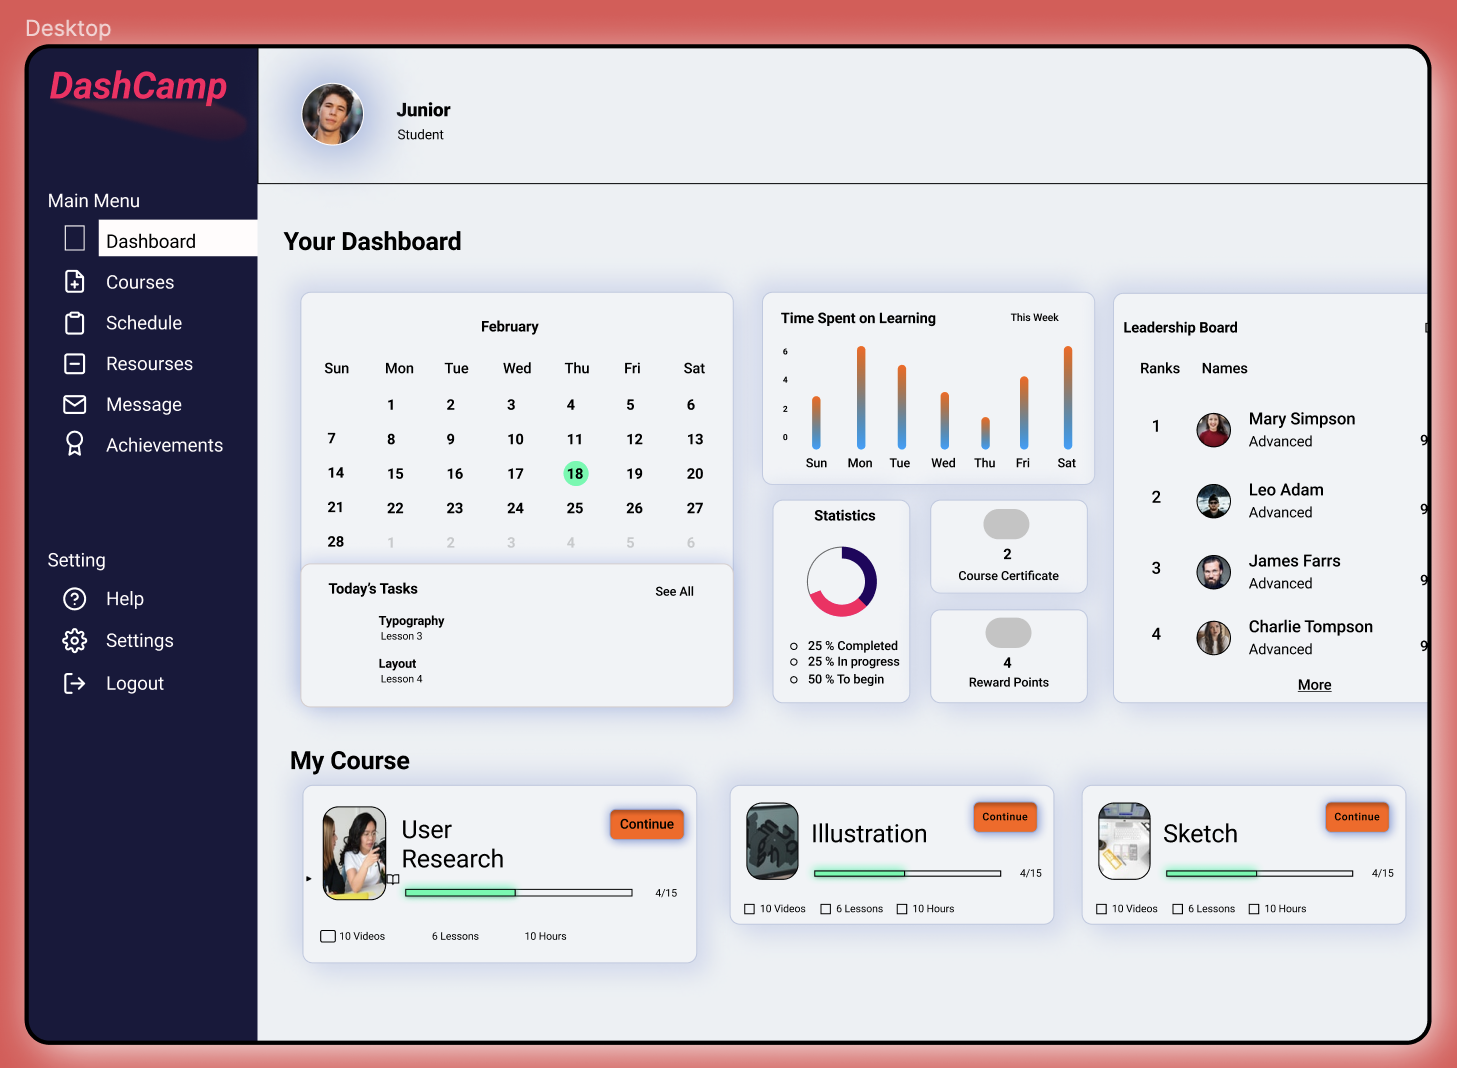 Desktop
DashCamp
Junior
Student
Main Menu
Dashboard
Courses
Schedule
Resourses
Message
Achievements
Setting
Help
Settings
Logout
Your Dashboard
February
Sun Mon Tue Wed Thu Fri Sat
1 2 3 4 5 6
7 8 9 10 11 12 13
14 15 16 17 18 19 20
21 22 23 24 25 26 27
28 1 2 3 4 5 6
Today's Tasks See All
Typography
Lesson 3
Layout
Lesson 4
Time Spent on Learning This Week
6
4
2
0
Sun Mon Tue Wed Thu Fri Sat
Statistics
25 % Completed
25 % In progress
50 % To begin
2
Course Certificate
4
Reward Points
Leadership Board
Ranks Names
1 Mary Simpson
Advanced 9
2 Leo Adam
Advanced 9
3 James Farrs
Advanced 9
4 Charlie Tompson
Advanced 9
More
My Course
User
Research
Continue
4/15
10 Videos 6 Lessons 10 Hours
Illustration
Continue
4/15
10 Videos 6 Lessons 10 Hours
Sketch
Continue
4/15
10 Videos 6 Lessons 10 Hours